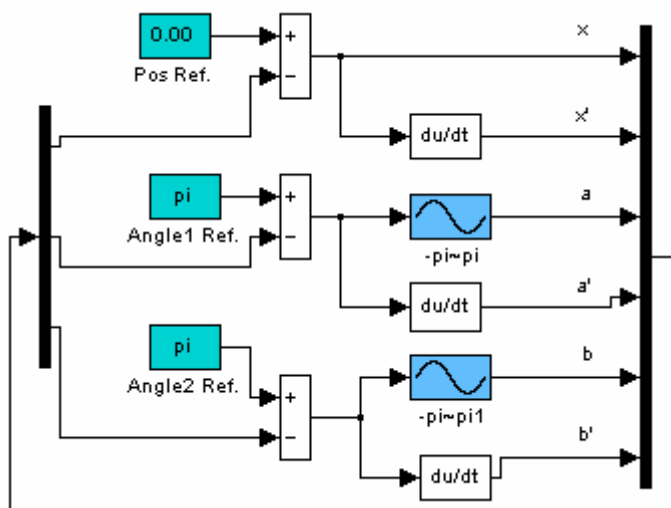 0.00
+
−
Pos Ref.
x
du/dt
x'
pi
+
−
Angle1 Ref.
-pi~pi
a
du/dt
a'
pi
+
−
Angle2 Ref.
-pi~pi1
b
du/dt
b'